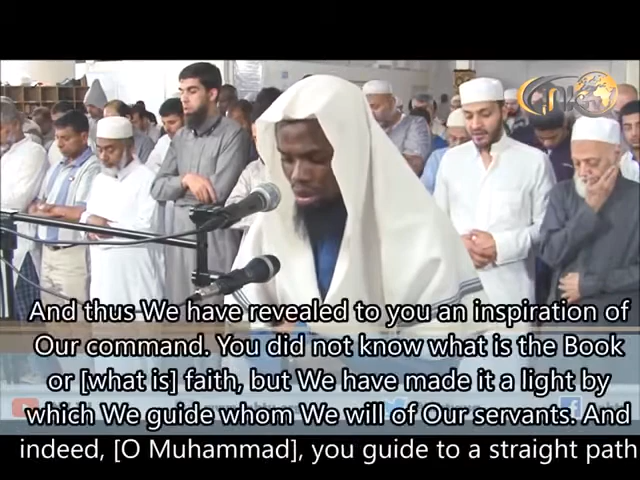 And thus We have revealed to you an inspiration of
Our command. You did not know what is the Book
or [what is] faith, but We have made it a light by
which We guide whom We will of Our servants. And
indeed, [O Muhammad], you guide to a straight path